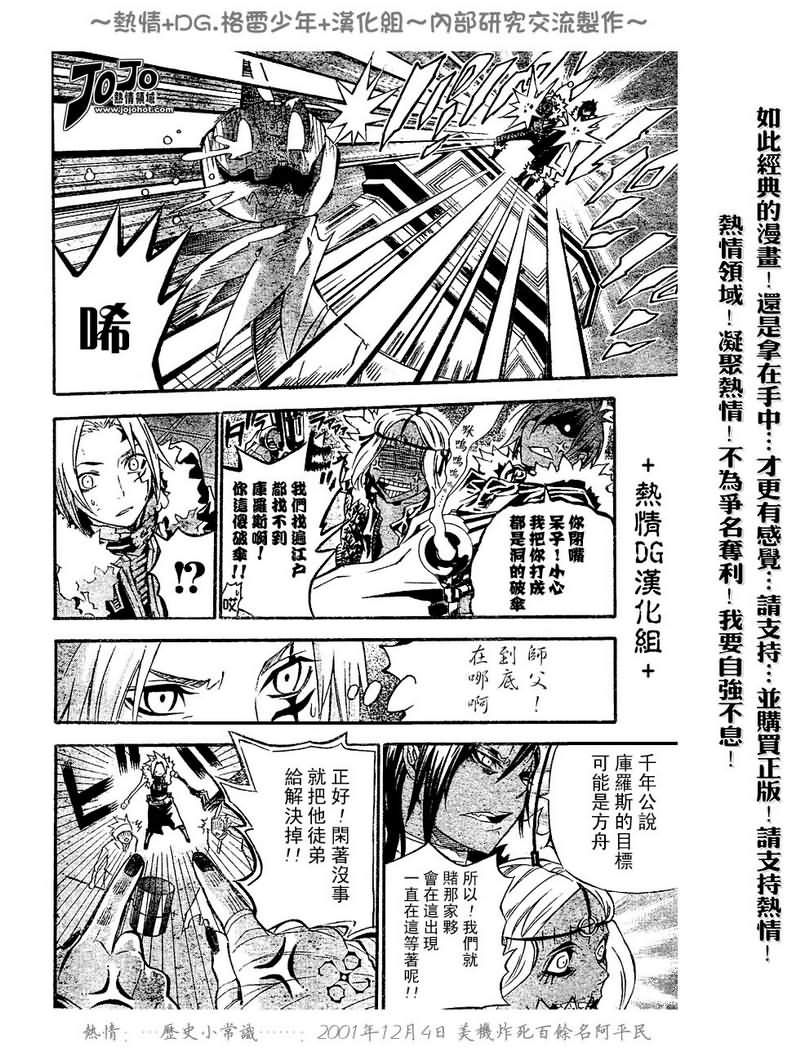 ～熱情+DG.格雷少年+漢化組～內部研究交流製作～
JOJO
熱情領域
www.jojohot.com
如此經典的漫畫！還是拿在手中…才更有感覺…請支持…並購買正版！請支持熱情！
熱情領域！凝聚熱情！不為爭名奪利！我要自強不息！
唏
+熱情DG漢化組+
你閉嘴
呆子！小心
我把你打成
都是洞的破傘
嗚嗚嗚
我們找遍江戶
都找不到
庫羅斯啊！
你這傻破傘!!
哎
!?
師父！
到底
在哪啊
千年公說
庫羅斯的目標
可能是方舟
所以！我們就
賭那家夥
會在這出現
一直在這等著呢!!
正好！閑著沒事
就把他徒弟
給解決掉!!
熱情：…歷史小常識……：2001年12月4日 美機炸死百餘名阿平民